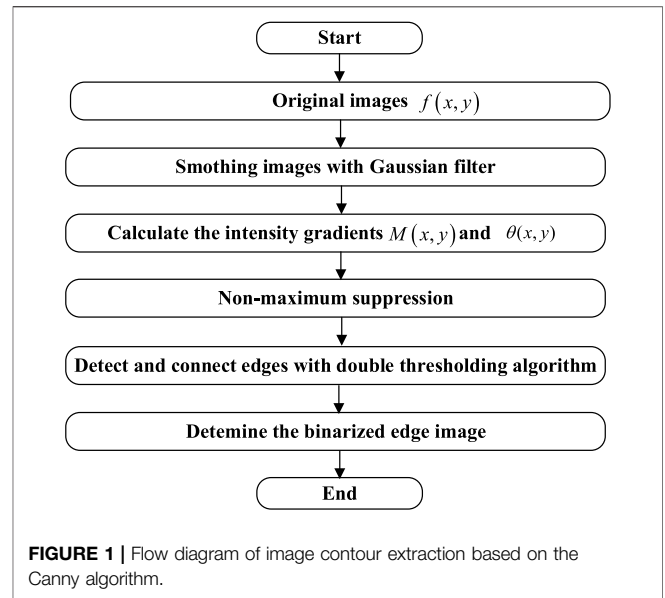 Start
Original images f(x, y)
Smothing images with Gaussian filter
Calculate the intensity gradients M(x, y) and θ(x, y)
Non-maximum suppression
Detect and connect edges with double thresholding algorithm
Detemine the binarized edge image
End
FIGURE 1 | Flow diagram of image contour extraction based on the
Canny algorithm.